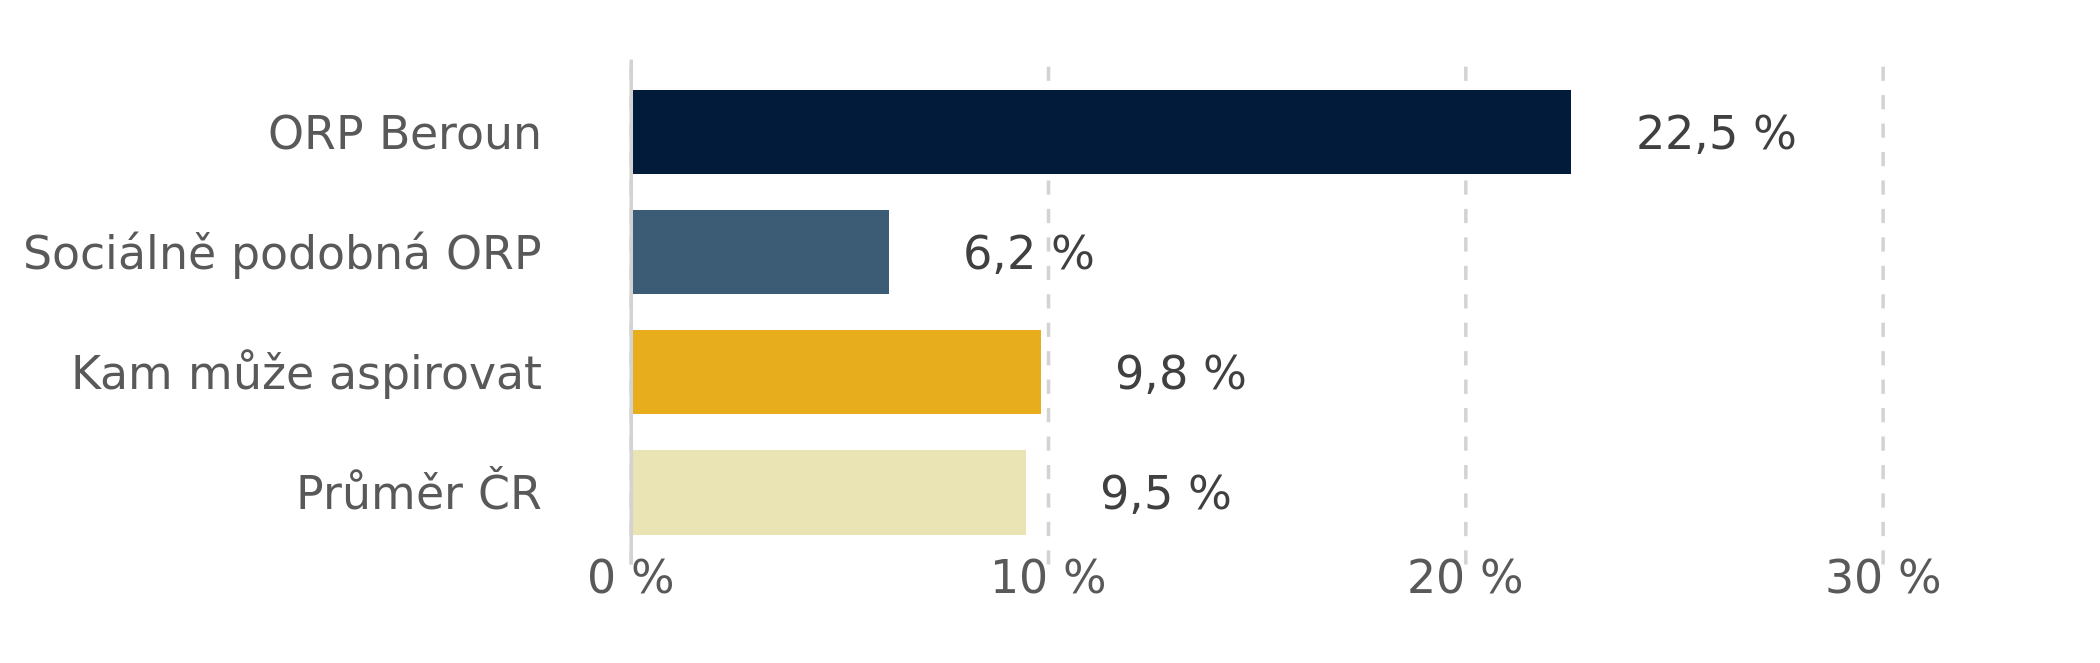 ORP Beroun 22,5 %
Sociálně podobná ORP 6,2 %
Kam může aspirovat 9,8 %
Průměr ČR 9,5 %
0 % 10 % 20 % 30 %